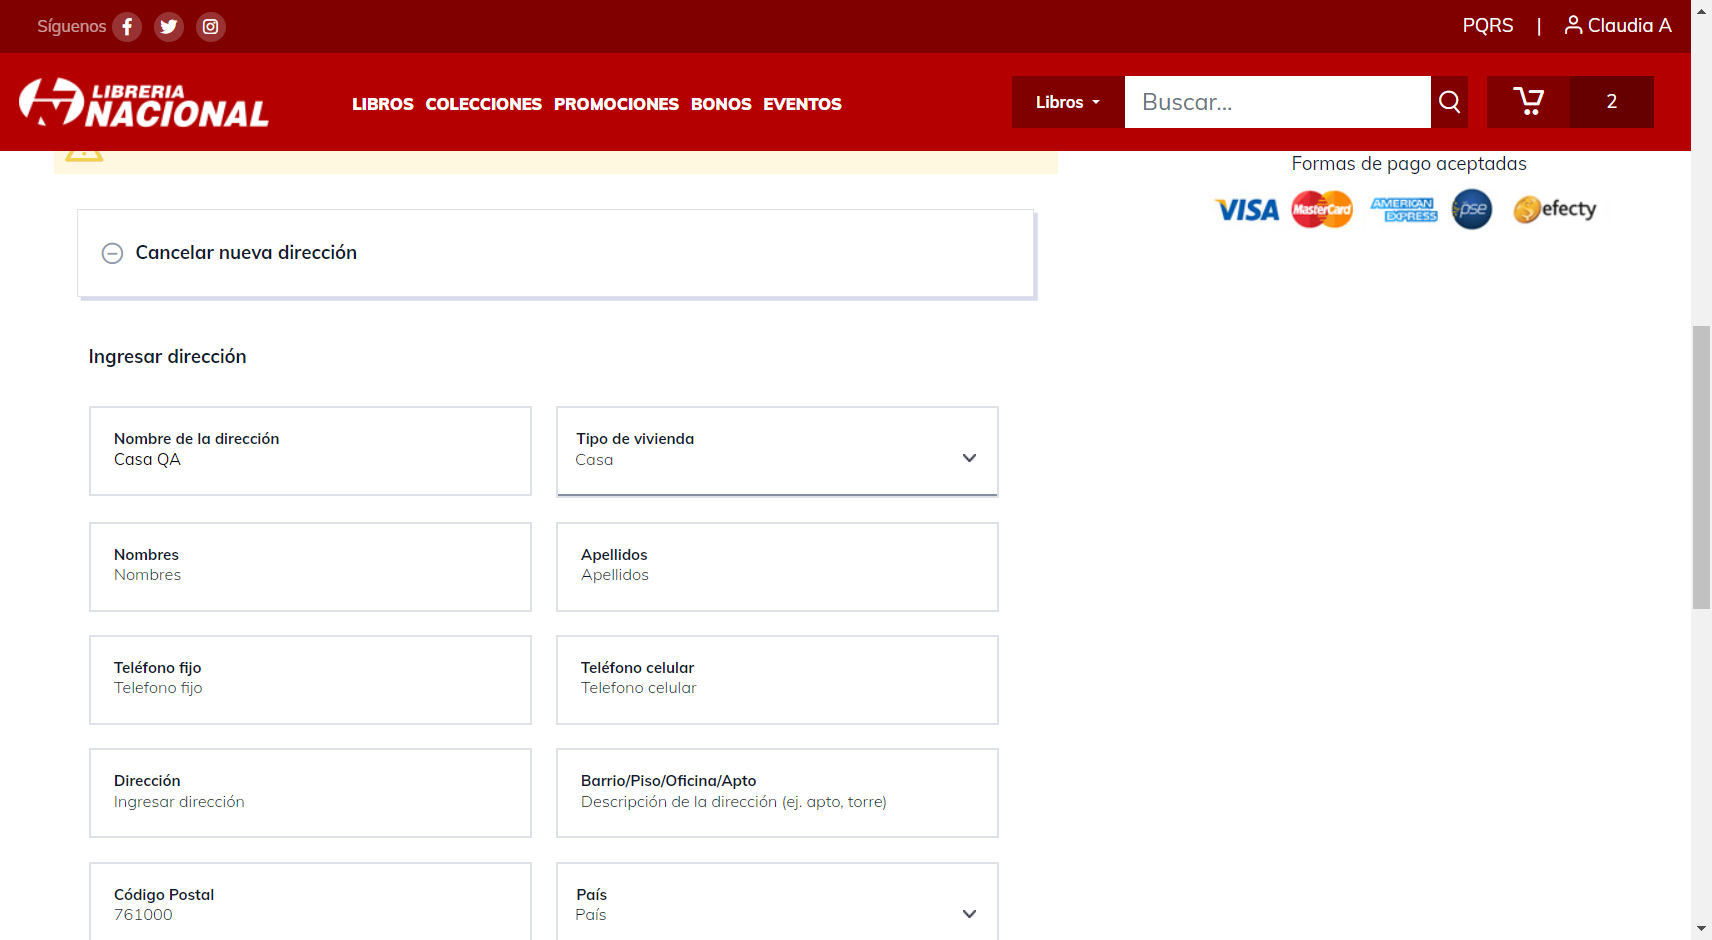 Síguenos
PQRS | Claudia A
LIBRERIA
NACIONAL
LIBROS COLECCIONES PROMOCIONES BONOS EVENTOS
Libros
Buscar...
2
Formas de pago aceptadas
VISA MasterCard AMERICAN EXPRESS pse efecty
Cancelar nueva dirección
Ingresar dirección
Nombre de la dirección
Casa QA
Tipo de vivienda
Casa
Nombres
Nombres
Apellidos
Apellidos
Teléfono fijo
Telefono fijo
Teléfono celular
Telefono celular
Dirección
Ingresar dirección
Barrio/Piso/Oficina/Apto
Descripción de la dirección (ej. apto, torre)
Código Postal
761000
País
País